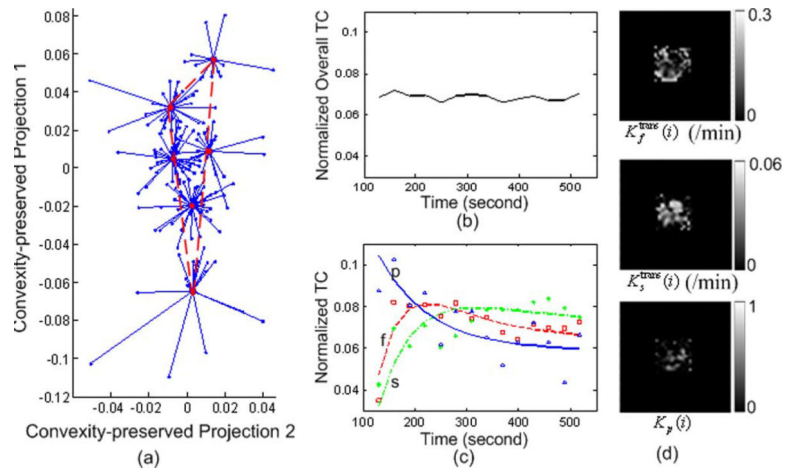 0.08
0.06
0.04
0.02
0
-0.02
-0.04
-0.06
-0.08
-0.1
-0.12
Convexity-preserved Projection 1
-0.04 -0.02 0 0.02 0.04
Convexity-preserved Projection 2
(a)
0.1
0.08
0.06
0.04
Normalized Overall TC
100 200 300 400 500
Time (second)
(b)
0.1
0.08
0.06
0.04
Normalized TC
p
f
s
100 200 300 400 500
Time (second)
(c)
0.3
0
K_f^trans(i) (/min)
0.06
0
K_s^trans(i) (/min)
1
0
K_p(i)
(d)